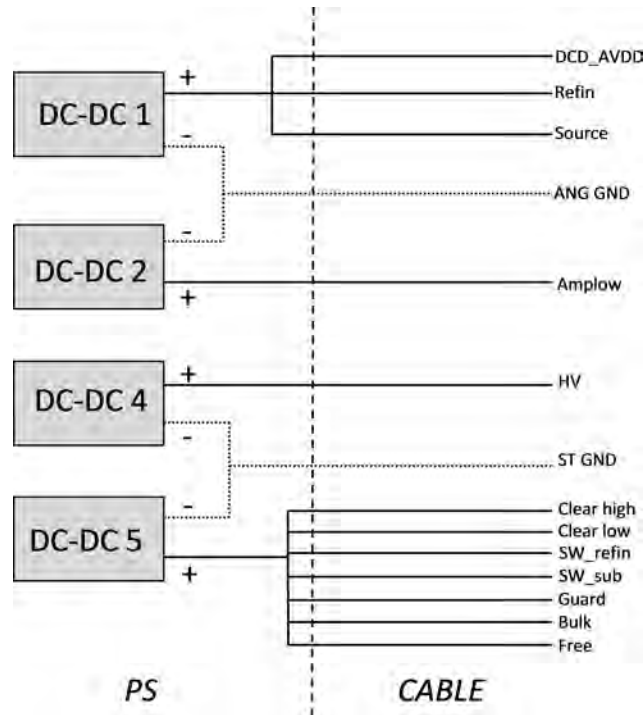 DCD_AVDD
+
DC-DC 1
Refin
-
Source
ANG GND
-
DC-DC 2
+
Amplow
DC-DC 4
+
HV
-
ST GND
-
DC-DC 5
+
Clear high
Clear low
SW_refin
SW_sub
Guard
Bulk
Free
PS
CABLE